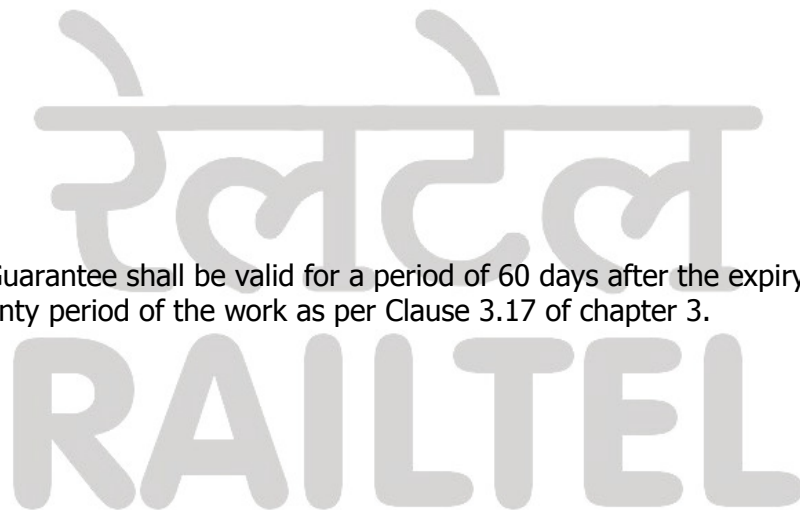 रेलटेल
Guarantee shall be valid for a period of 60 days after the expiry
nty period of the work as per Clause 3.17 of chapter 3.
RAILTEL